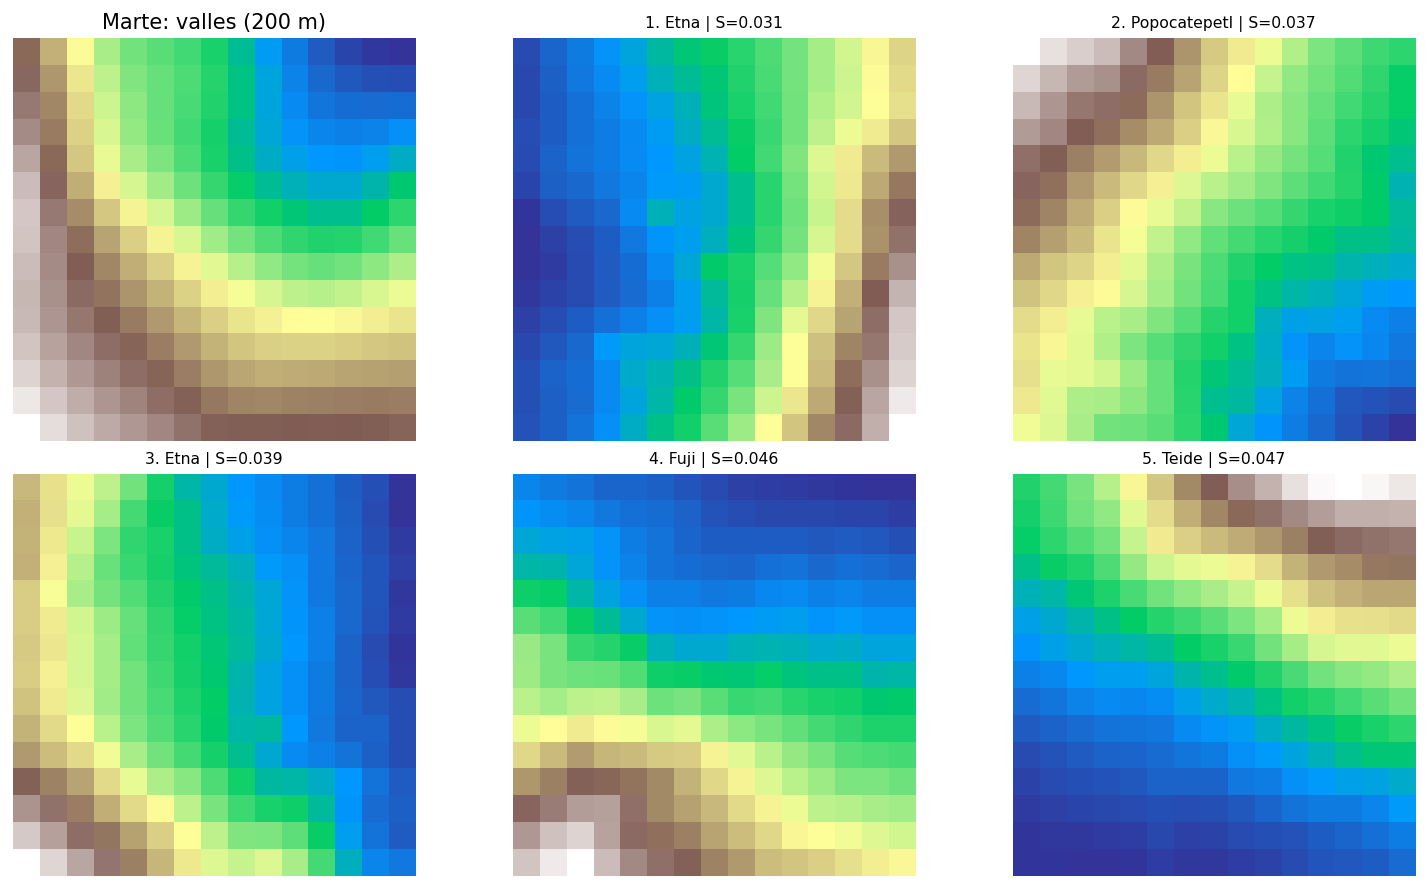 Marte: valles (200 m)
1. Etna | S=0.031
2. Popocatepetl | S=0.037
3. Etna | S=0.039
4. Fuji | S=0.046
5. Teide | S=0.047